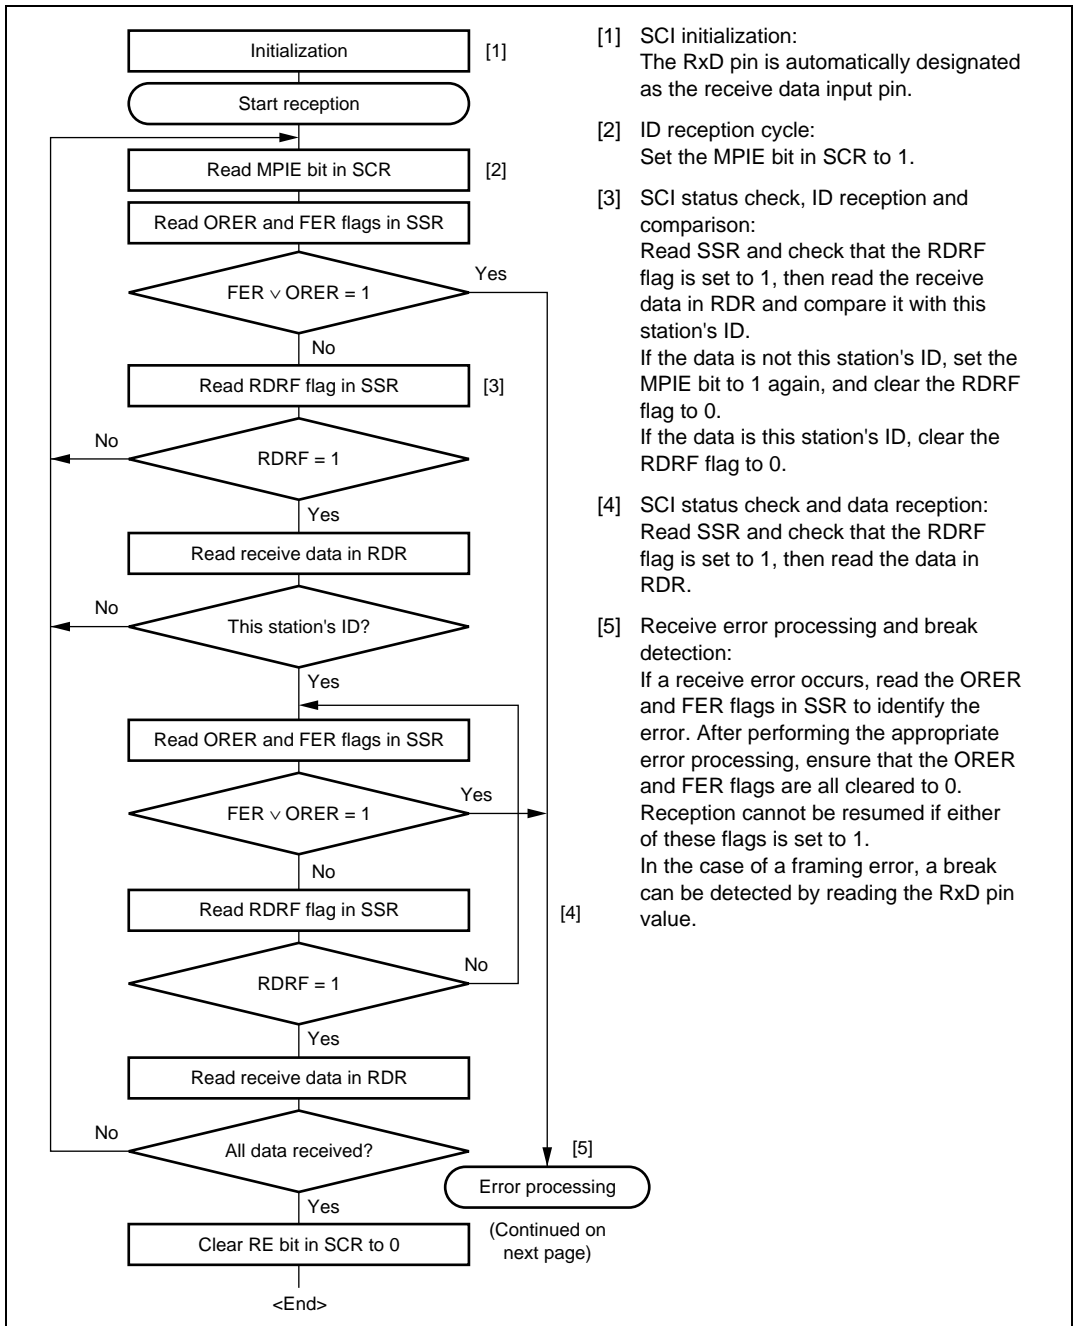 Initialization [1]
Start reception
Read MPIE bit in SCR [2]
Read ORER and FER flags in SSR
FER ∨ ORER = 1
Yes
No
Read RDRF flag in SSR [3]
No
RDRF = 1
Yes
Read receive data in RDR
No
This station's ID?
Yes
Read ORER and FER flags in SSR
FER ∨ ORER = 1
Yes
No
Read RDRF flag in SSR [4]
No
RDRF = 1
Yes
Read receive data in RDR
No
All data received?
[5]
Error processing
(Continued on
next page)
Yes
Clear RE bit in SCR to 0
<End>
[1] SCI initialization:
The RxD pin is automatically designated
as the receive data input pin.
[2] ID reception cycle:
Set the MPIE bit in SCR to 1.
[3] SCI status check, ID reception and
comparison:
Read SSR and check that the RDRF
flag is set to 1, then read the receive
data in RDR and compare it with this
station's ID.
If the data is not this station's ID, set the
MPIE bit to 1 again, and clear the RDRF
flag to 0.
If the data is this station's ID, clear the
RDRF flag to 0.
[4] SCI status check and data reception:
Read SSR and check that the RDRF
flag is set to 1, then read the data in
RDR.
[5] Receive error processing and break
detection:
If a receive error occurs, read the ORER
and FER flags in SSR to identify the
error. After performing the appropriate
error processing, ensure that the ORER
and FER flags are all cleared to 0.
Reception cannot be resumed if either
of these flags is set to 1.
In the case of a framing error, a break
can be detected by reading the RxD pin
value.